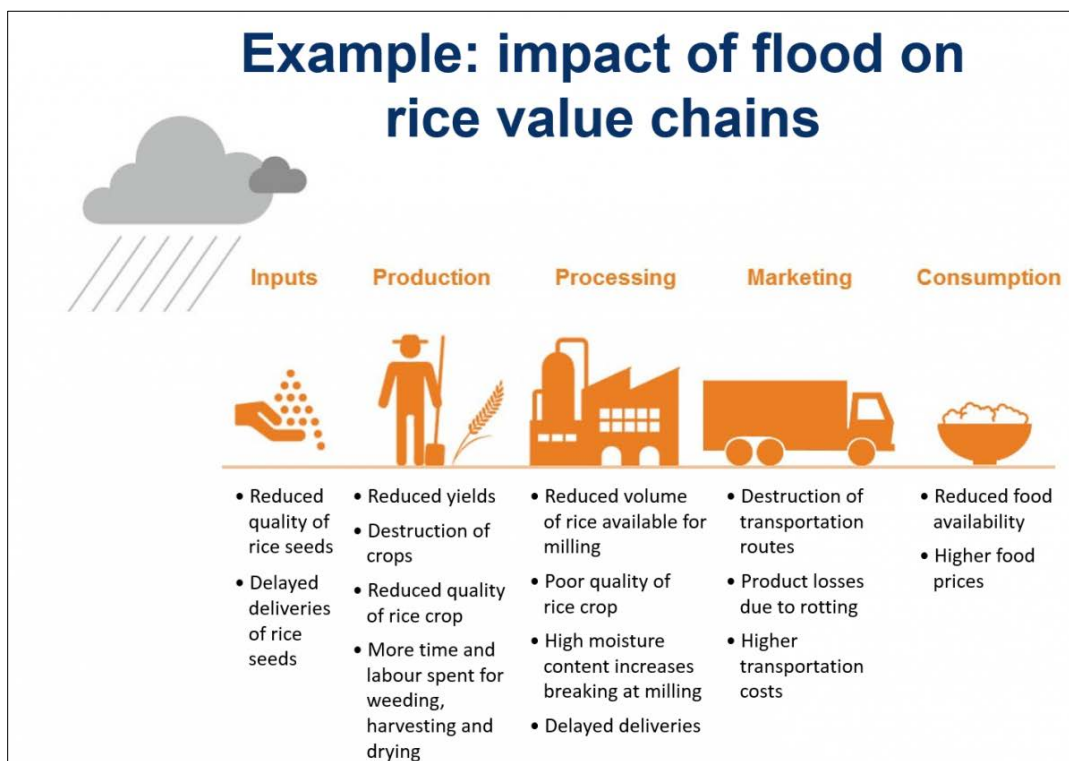 Example: impact of flood on
rice value chains
Inputs
Production
Processing
Marketing
Consumption
• Reduced
quality of
rice seeds
• Delayed
deliveries
of rice
seeds
• Reduced yields
• Destruction of
crops
• Reduced quality
of rice crop
• More time and
labour spent for
weeding,
harvesting and
drying
• Reduced volume
of rice available for
milling
• Poor quality of
rice crop
• High moisture
content increases
breaking at milling
• Delayed deliveries
• Destruction of
transportation
routes
• Product losses
due to rotting
• Higher
transportation
costs
• Reduced food
availability
• Higher food
prices